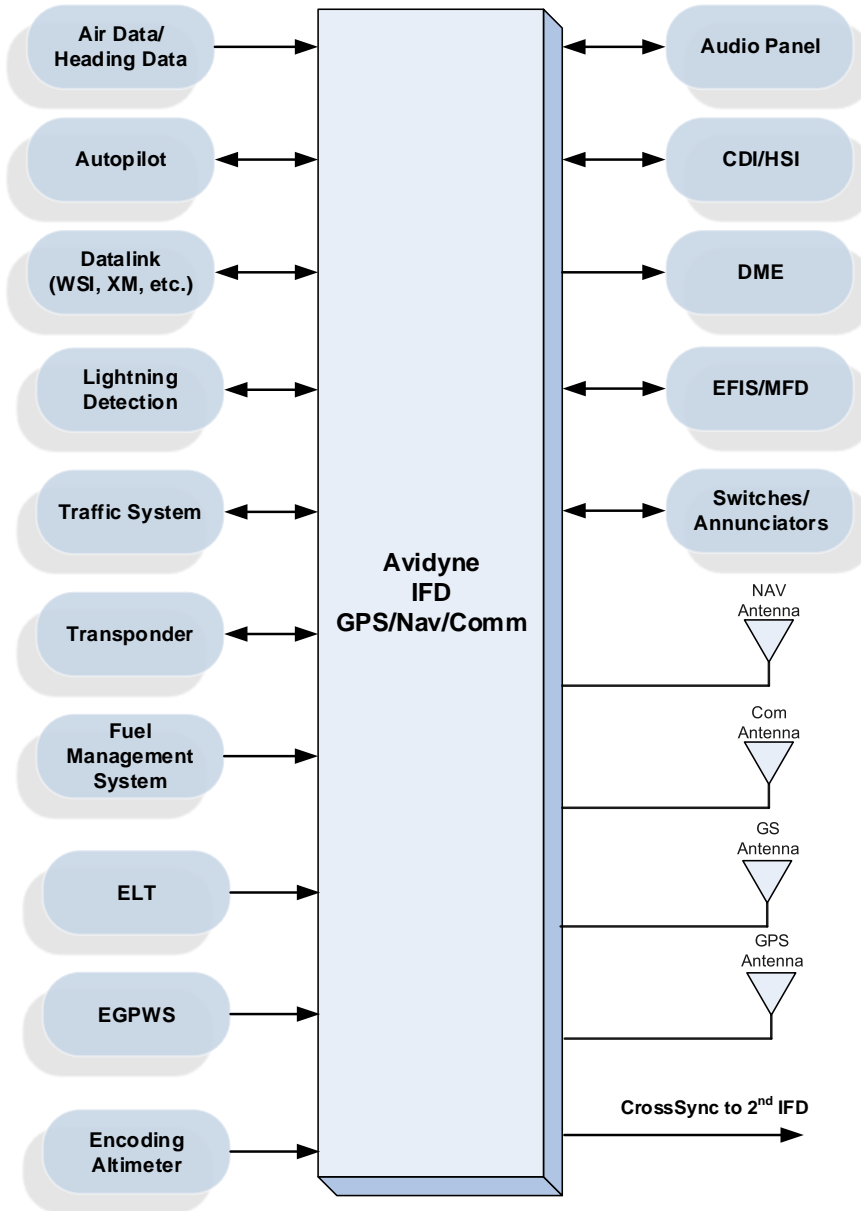 Air Data/
Heading Data
Autopilot
Datalink
(WSI, XM, etc.)
Lightning
Detection
Traffic System
Transponder
Fuel
Management
System
ELT
EGPWS
Encoding
Altimeter
Avidyne
IFD
GPS/Nav/Comm
Audio Panel
CDI/HSI
DME
EFIS/MFD
Switches/
Annunciators
NAV
Antenna
Com
Antenna
GS
Antenna
GPS
Antenna
CrossSync to 2nd IFD